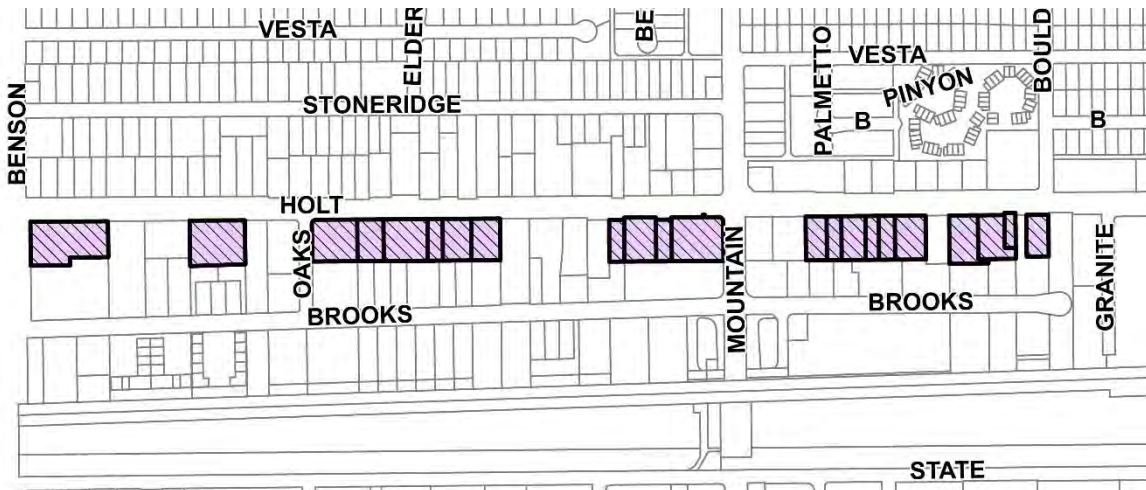 VESTA
ELDER
BE
PALMETTO
VESTA
BOULD
PINYON
BENSON
STONERIDGE
B
B
HOLT
OAKS
MOUNTAIN
GRANITE
BROOKS
BROOKS
STATE